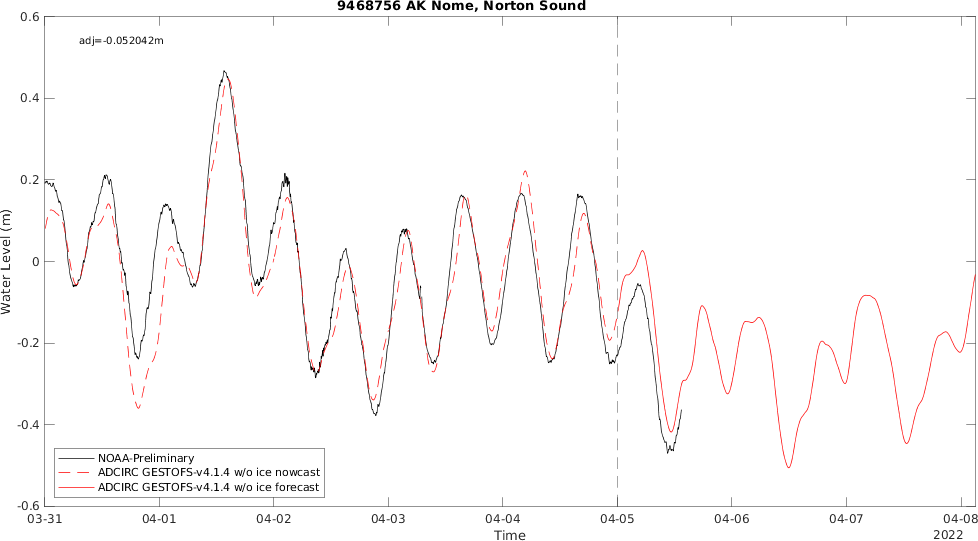 9468756 AK Nome, Norton Sound
adj=-0.052042m
0.6
0.4
0.2
0
-0.2
-0.4
-0.6
Water Level (m)
NOAA-Preliminary
ADCIRC GESTOFS-v4.1.4 w/o ice nowcast
ADCIRC GESTOFS-v4.1.4 w/o ice forecast
03-31 04-01 04-02 04-03 04-04 04-05 04-06 04-07 04-08
Time
2022